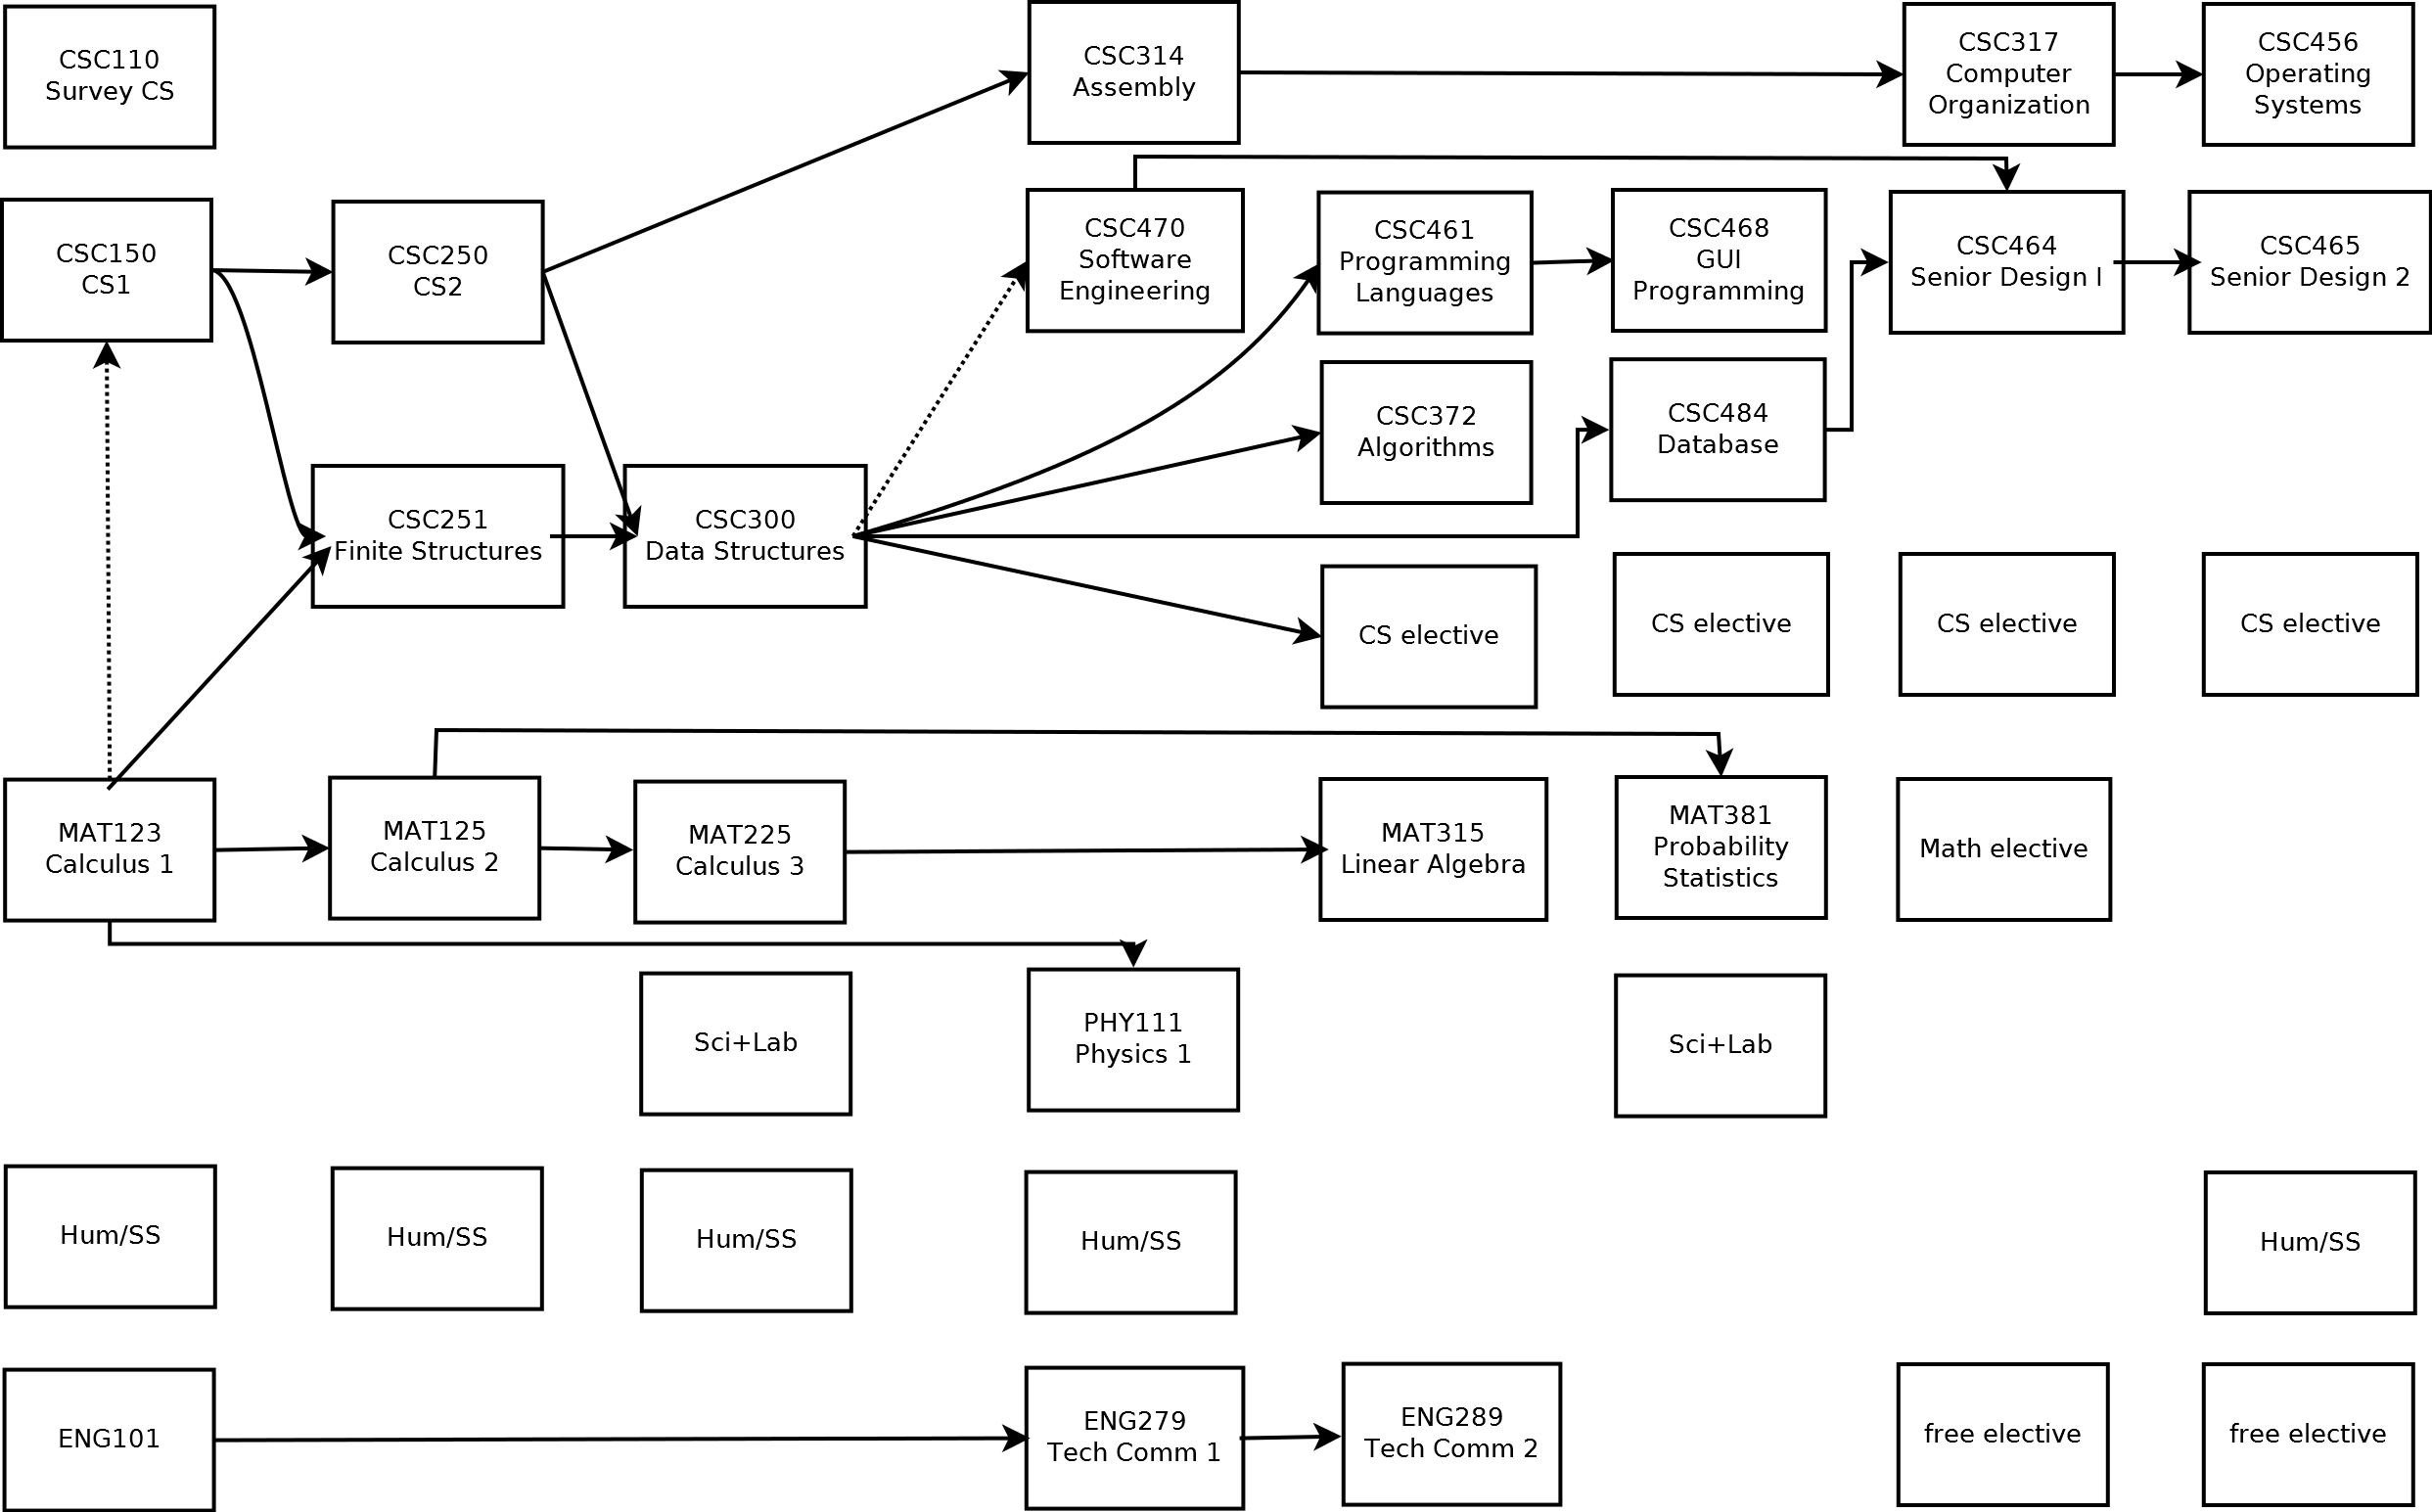 CSC110
Survey CS
CSC314
Assembly
CSC317
Computer
Organization
CSC456
Operating
Systems
CSC150
CS1
CSC250
CS2
CSC470
Software
Engineering
CSC461
Programming
Languages
CSC468
GUI
Programming
CSC464
Senior Design I
CSC465
Senior Design 2
CSC372
Algorithms
CSC484
Database
CSC251
Finite Structures
CSC300
Data Structures
CS elective
CS elective
CS elective
CS elective
MAT123
Calculus 1
MAT125
Calculus 2
MAT225
Calculus 3
MAT315
Linear Algebra
MAT381
Probability
Statistics
Math elective
Sci+Lab
PHY111
Physics 1
Sci+Lab
Hum/SS
Hum/SS
Hum/SS
Hum/SS
Hum/SS
ENG101
ENG279
Tech Comm 1
ENG289
Tech Comm 2
free elective
free elective